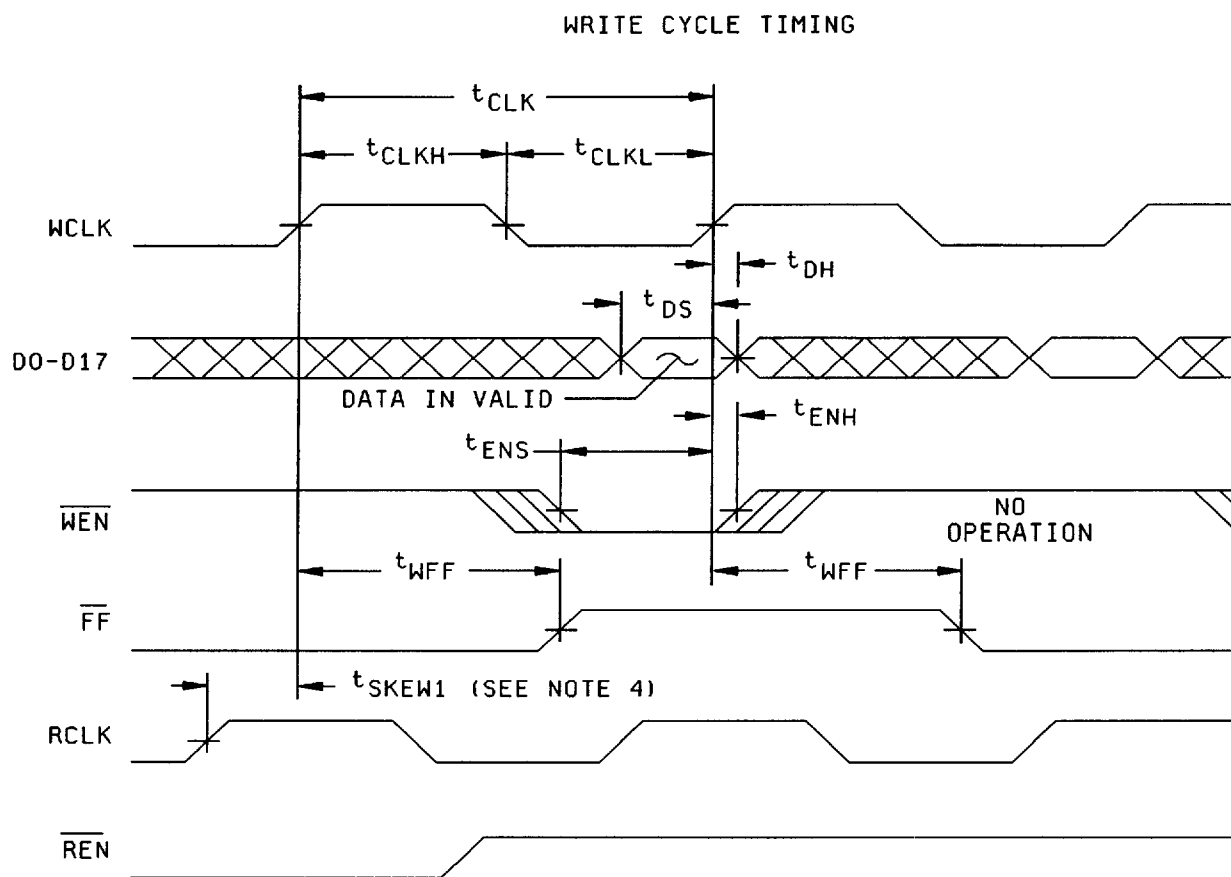 WRITE CYCLE TIMING
tCLK
tCLKH
tCLKL
WCLK
tDH
tDS
DO-D17
DATA IN VALID
tENH
tENS
WEN
NO
OPERATION
tWFF
tWFF
FF
tSKEW1 (SEE NOTE 4)
RCLK
REN